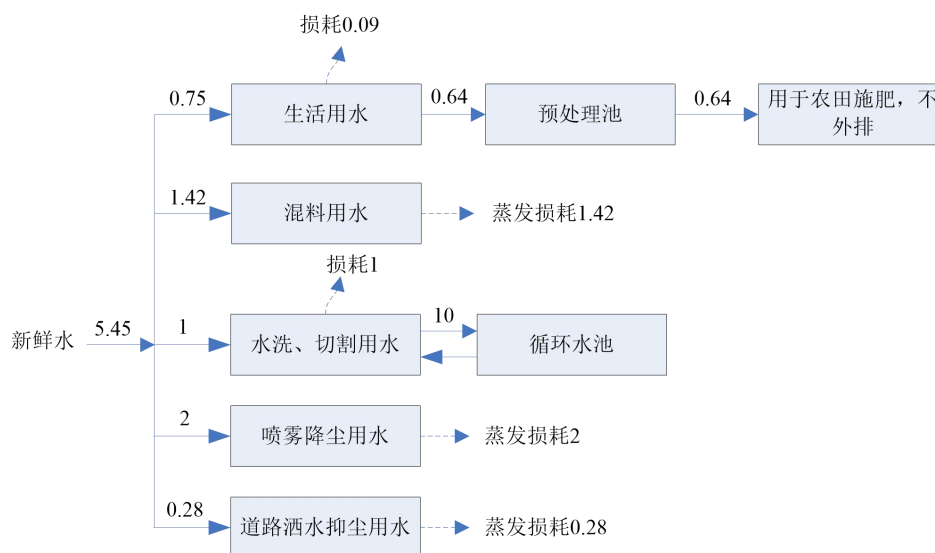 损耗0.09
0.75
生活用水
0.64
预处理池
0.64
用于农田施肥，不
外排
1.42
混料用水
蒸发损耗1.42
损耗1
新鲜水
5.45
1
水洗、切割用水
10
循环水池
2
喷雾降尘用水
蒸发损耗2
0.28
道路洒水抑尘用水
蒸发损耗0.28